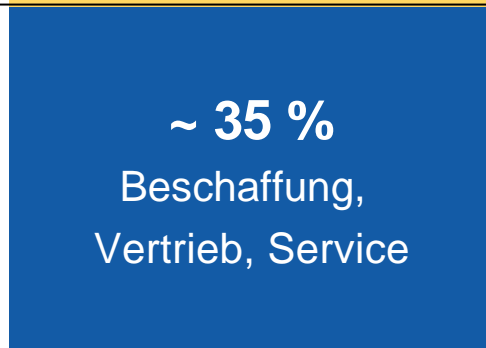 ~ 35 %
Beschaffung,
Vertrieb, Service